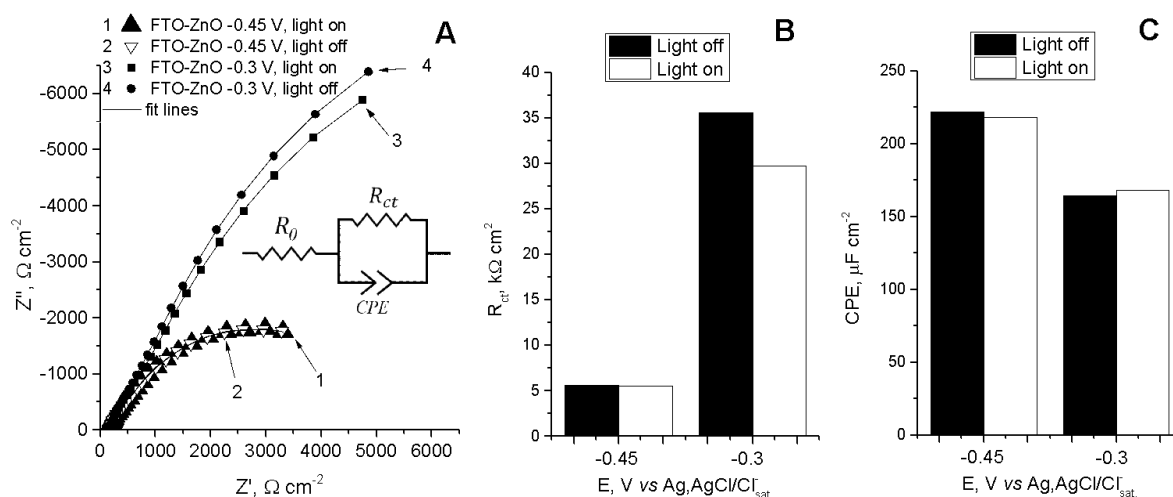 A
1 FTO-ZnO -0.45 V, light on
2 FTO-ZnO -0.45 V, light off
3 FTO-ZnO -0.3 V, light on
4 FTO-ZnO -0.3 V, light off
fit lines
4
3
2
1
R0
Rct
CPE
Z'', Ω cm-2
-6000
-5000
-4000
-3000
-2000
-1000
0
0 1000 2000 3000 4000 5000 6000
Z', Ω cm-2
B
Light off
Light on
Rct, kΩ cm2
40
35
30
25
20
15
10
5
0
-0.45 -0.3
E, V vs Ag,AgCl/Cl-sat.
C
Light off
Light on
CPE, μF cm-2
250
200
150
100
50
0
-0.45 -0.3
E, V vs Ag,AgCl/Cl-sat.